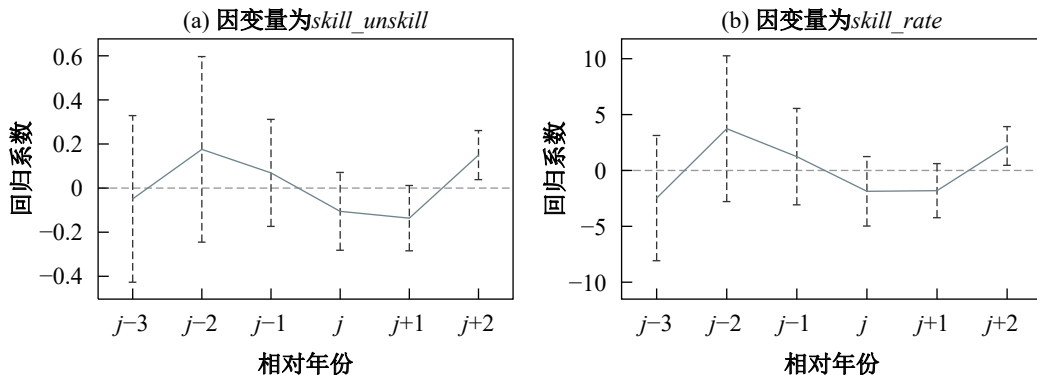 (a) 因变量为skill_unskill
0.6
0.4
0.2
0
−0.2
−0.4
回归系数
j−3 j−2 j−1 j j+1 j+2
相对年份
(b) 因变量为skill_rate
10
5
0
−5
−10
回归系数
j−3 j−2 j−1 j j+1 j+2
相对年份